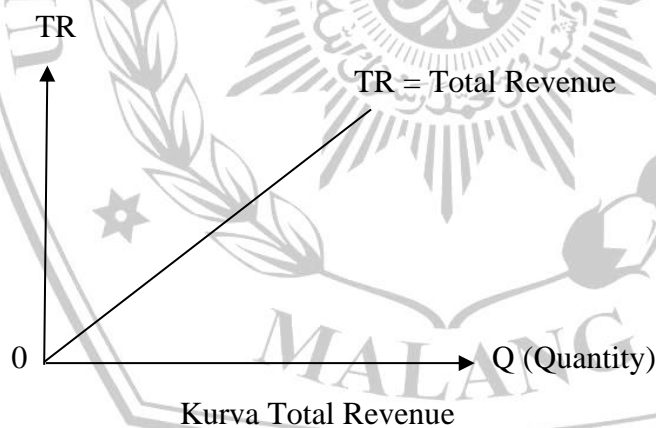 TR
TR = Total Revenue
0
Q (Quantity)
MALANG
Kurva Total Revenue